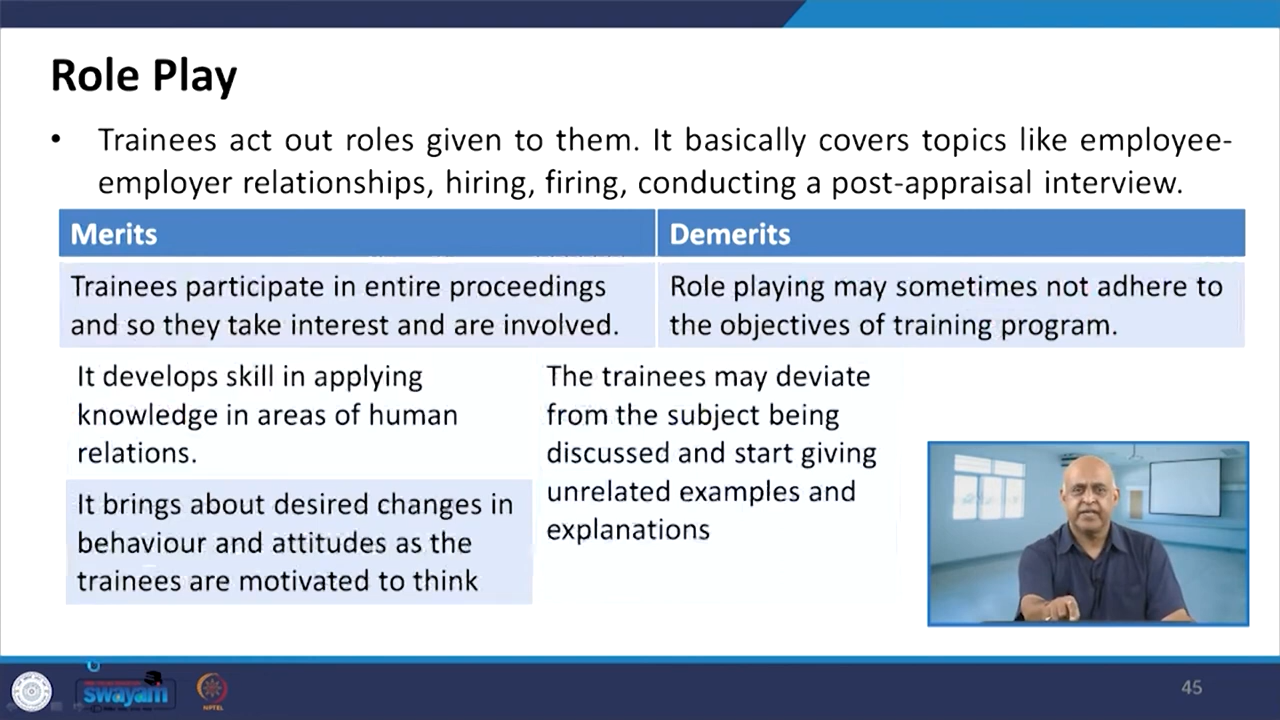 Role Play
• Trainees act out roles given to them. It basically covers topics like employee-
employer relationships, hiring, firing, conducting a post-appraisal interview.
Merits
Demerits
Trainees participate in entire proceedings
and so they take interest and are involved.
Role playing may sometimes not adhere to
the objectives of training program.
It develops skill in applying
knowledge in areas of human
relations.
It brings about desired changes in
behaviour and attitudes as the
trainees are motivated to think
The trainees may deviate
from the subject being
discussed and start giving
unrelated examples and
explanations
swayam
NPTEL
45